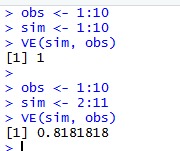 > obs <- 1:10
> sim <- 1:10
> VE(sim, obs)
[1] 1
>
> obs <- 1:10
> sim <- 2:11
> VE(sim, obs)
[1] 0.8181818
>